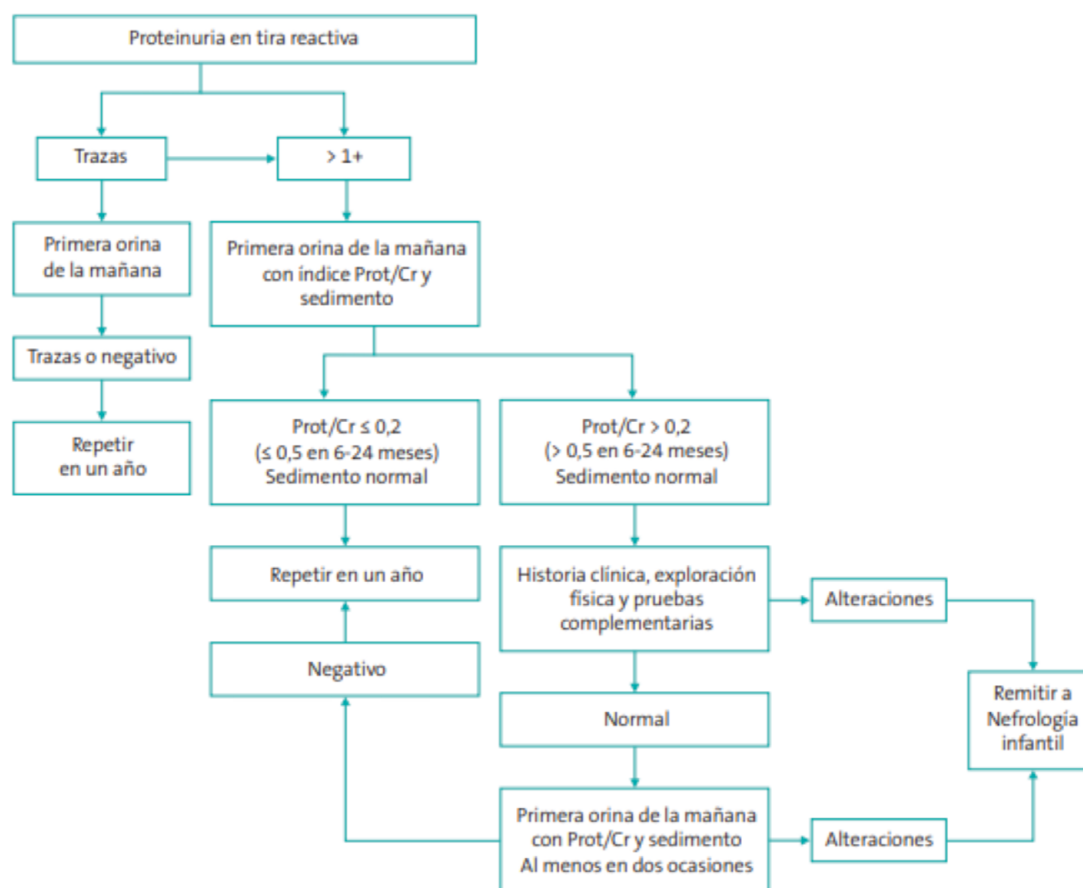 Proteinuria en tira reactiva
Trazas
> 1+
Primera orina
de la mañana
Primera orina de la mañana
con índice Prot/Cr y
sedimento
Trazas o negativo
Repetir
en un año
Prot/Cr ≤ 0,2
(≤ 0,5 en 6-24 meses)
Sedimento normal
Prot/Cr > 0,2
(> 0,5 en 6-24 meses)
Sedimento normal
Repetir en un año
Historia clínica, exploración
física y pruebas
complementarias
Alteraciones
Negativo
Normal
Remitir a
Nefrología
infantil
Primera orina de la mañana
con Prot/Cr y sedimento
Al menos en dos ocasiones
Alteraciones